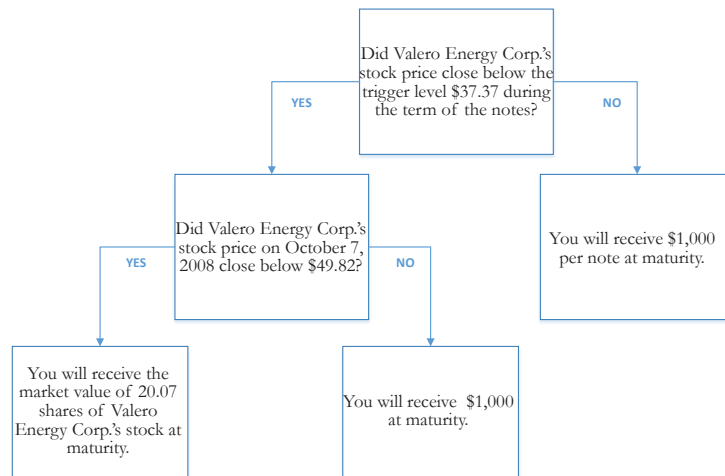 Did Valero Energy Corp.'s
stock price close below the
trigger level $37.37 during
the term of the notes?
YES
NO
Did Valero Energy Corp.'s
stock price on October 7,
2008 close below $49.82?
You will receive $1,000
per note at maturity.
YES
NO
You will receive the
market value of 20.07
shares of Valero
Energy Corp.'s stock at
maturity.
You will receive $1,000
at maturity.